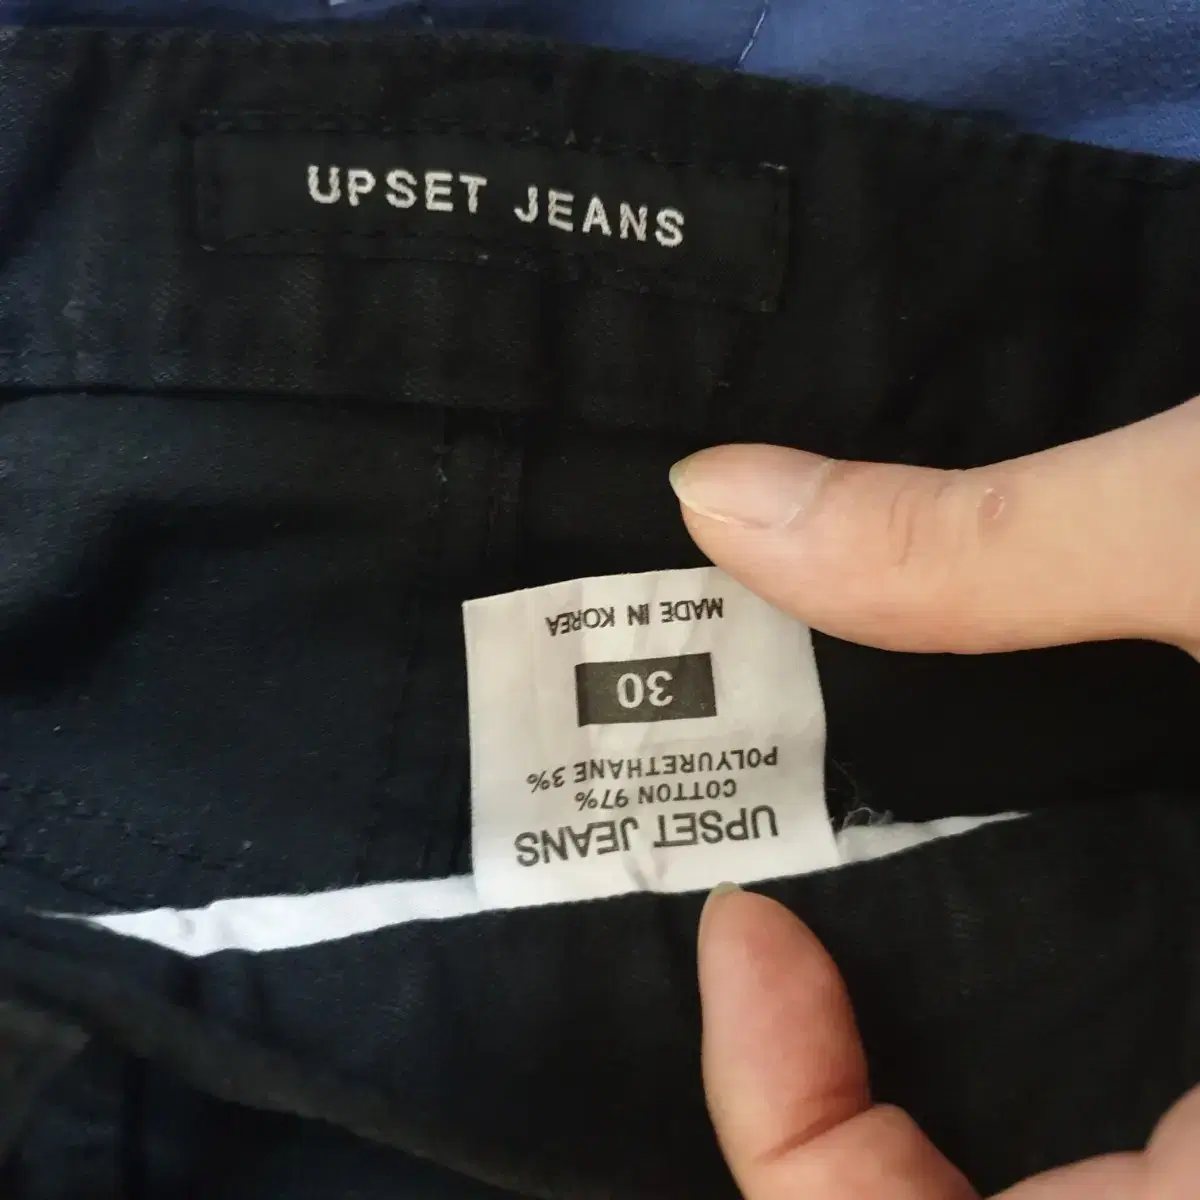 UPSET JEANS
UPSET JEANS
COTTON 97%
POLYURETHANE 3%
30
MADE IN KOREA